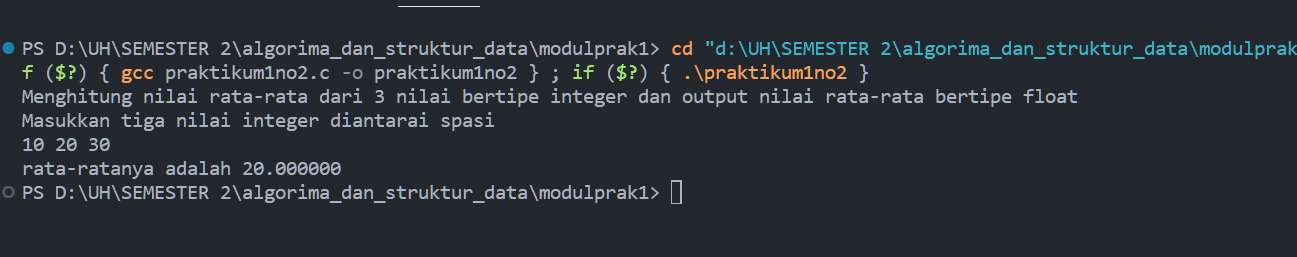 PS D:\UH\SEMESTER 2\algorima_dan_struktur_data\modulprak1> cd "d:\UH\SEMESTER 2\algorima_dan_struktur_data\modulprak
f ($?) { gcc praktikum1no2.c -o praktikum1no2 } ; if ($?) { .\praktikum1no2 }
Menghitung nilai rata-rata dari 3 nilai bertipe integer dan output nilai rata-rata bertipe float
Masukkan tiga nilai integer diantarai spasi
10 20 30
rata-ratanya adalah 20.000000
PS D:\UH\SEMESTER 2\algorima_dan_struktur_data\modulprak1>